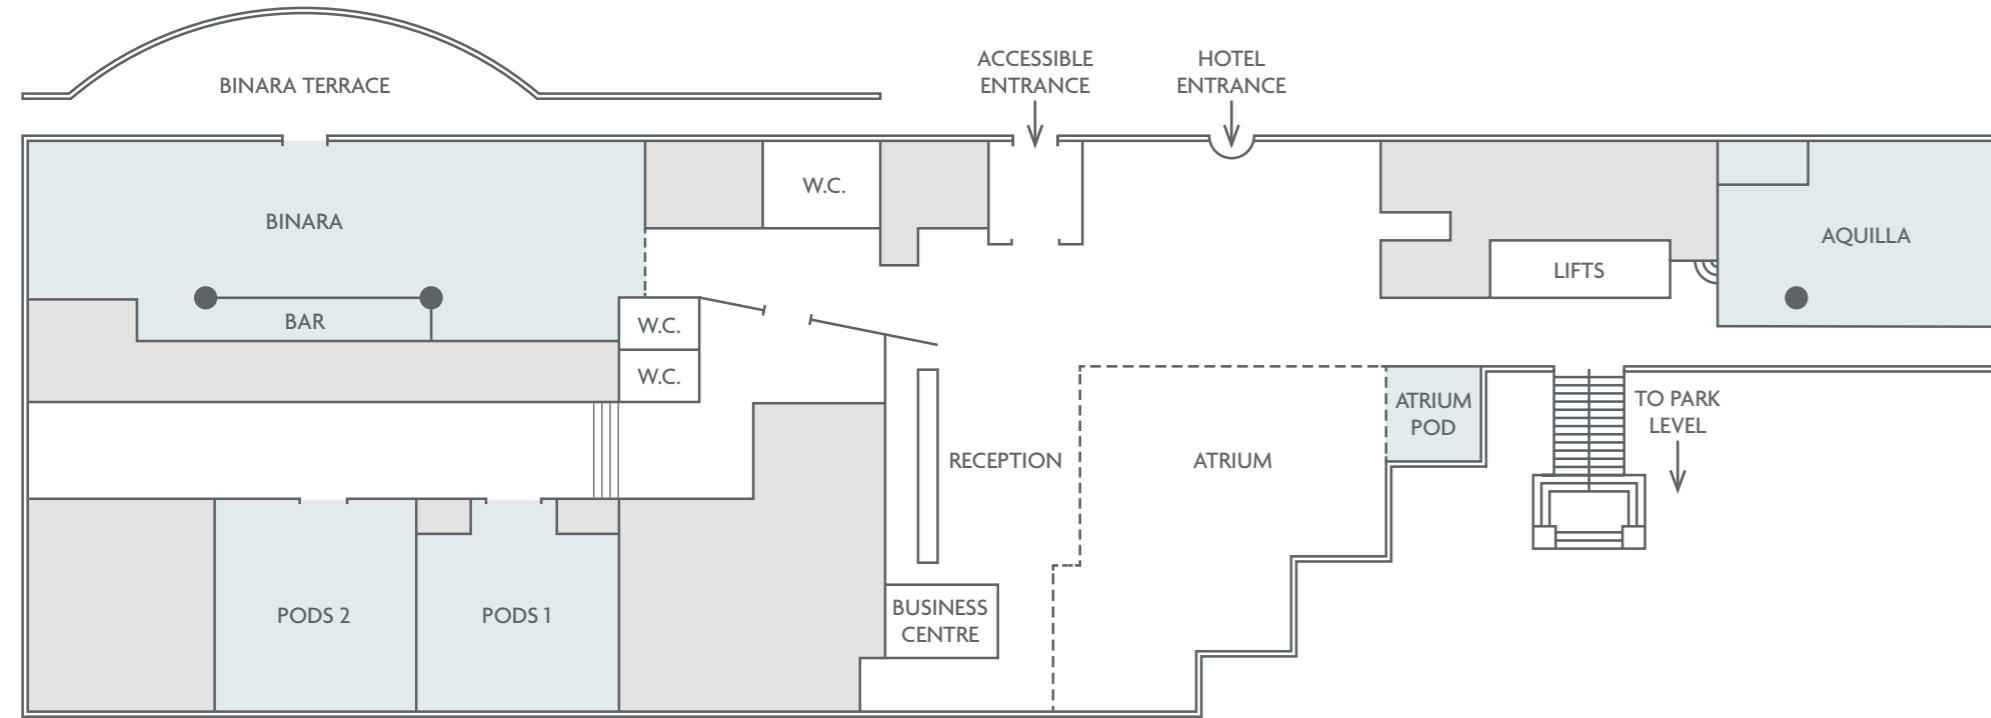 ACCESSIBLE
ENTRANCE
HOTEL
ENTRANCE
BINARA TERRACE
W.C.
BINARA
AQUILLA
LIFTS
BAR
W.C.
W.C.
ATRIUM
POD
TO PARK
LEVEL
RECEPTION
ATRIUM
PODS 2
PODS 1
BUSINESS
CENTRE